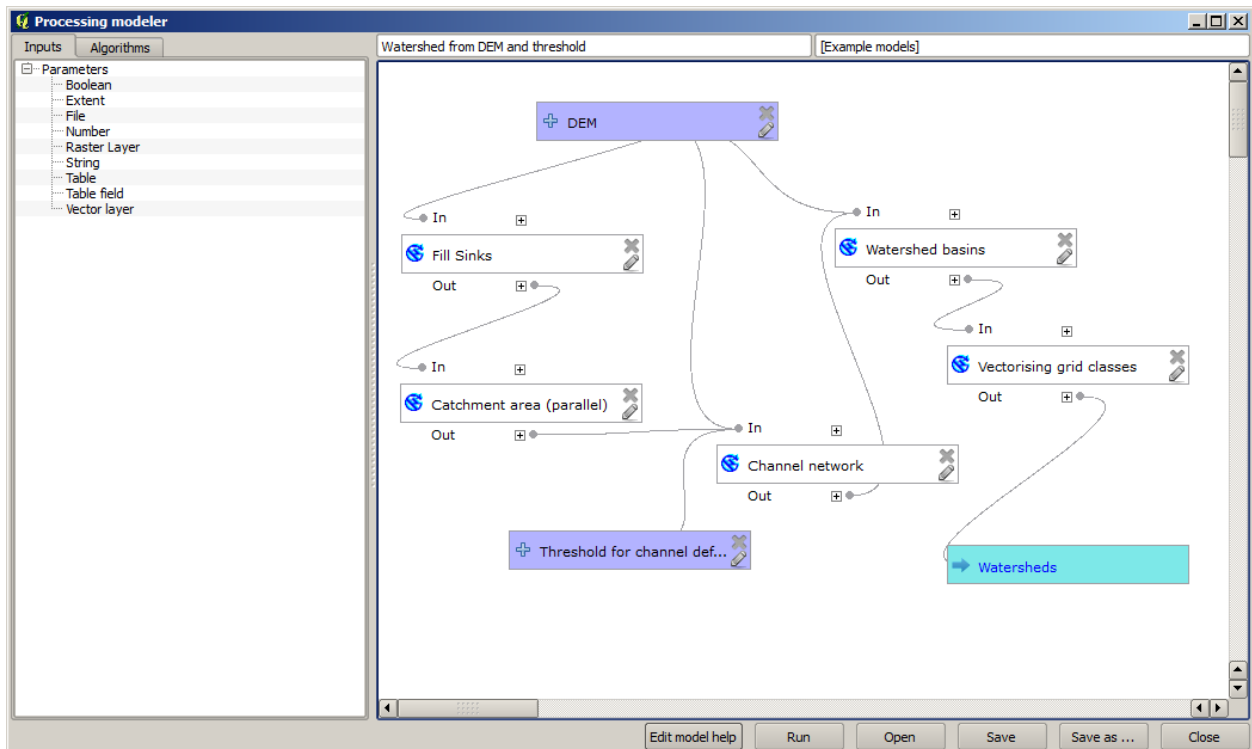 Processing modeler
Inputs
Algorithms
Watershed from DEM and threshold
[Example models]
Parameters
Boolean
Extent
File
Number
Raster Layer
String
Table
Table field
Vector layer
DEM
In
Fill Sinks
Out
In
Watershed basins
Out
In
Catchment area (parallel)
Out
In
Vectorising grid classes
Out
In
Channel network
Out
Threshold for channel def...
Watersheds
Edit model help
Run
Open
Save
Save as ...
Close